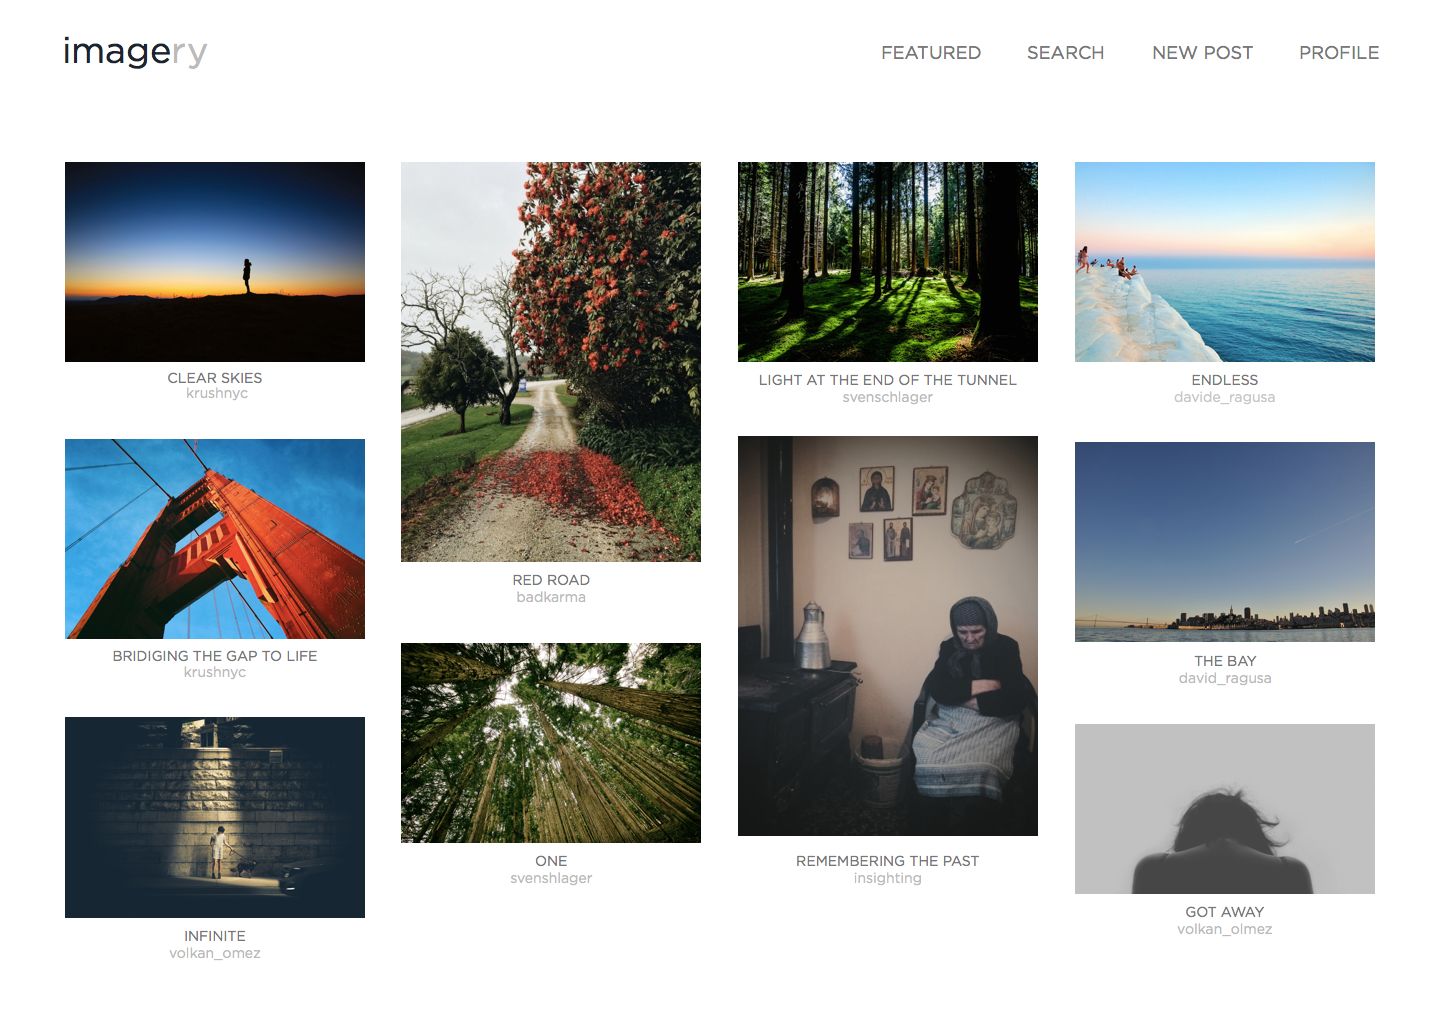 imagery
FEATURED SEARCH NEW POST PROFILE
CLEAR SKIES
krushnyc
BRIDIGING THE GAP TO LIFE
krushnyc
INFINITE
volkan_omez
RED ROAD
badkarma
ONE
svenshlager
LIGHT AT THE END OF THE TUNNEL
svenschlager
REMEMBERING THE PAST
insighting
ENDLESS
davide_ragusa
THE BAY
david_ragusa
GOT AWAY
volkan_olmez